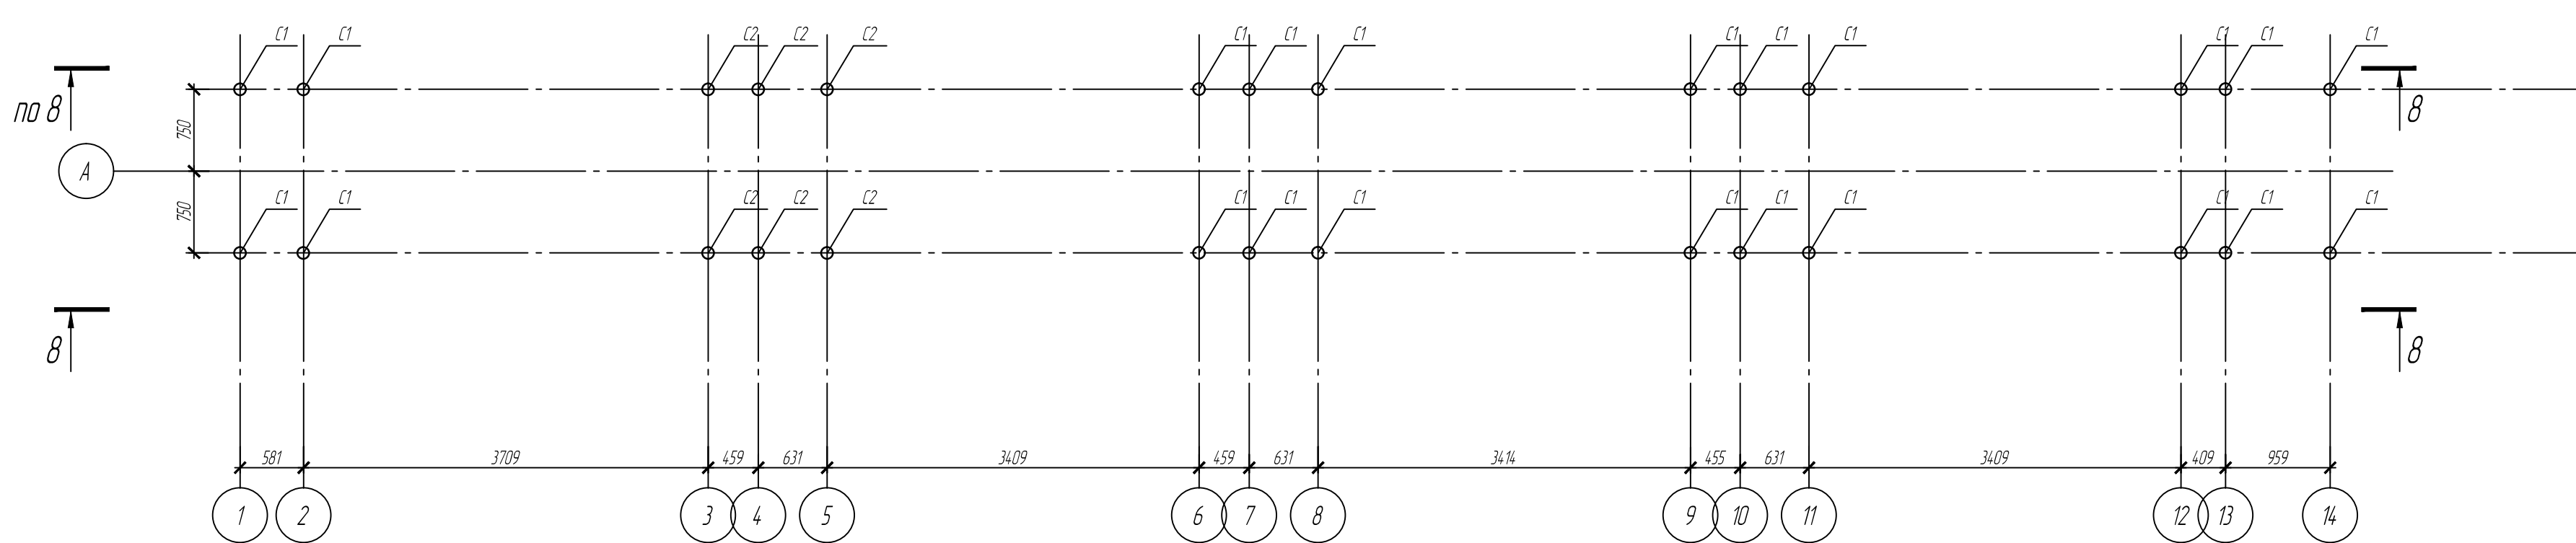 С1 С1 С2 С2 С2 С1 С1 С1 С1 С1 С1 С1 С1 С1
по 8 8
750
А
750
С1 С1 С2 С2 С2 С1 С1 С1 С1 С1 С1 С1 С1 С1
8 8
581 3709 459 631 3409 459 631 3414 455 631 3409 409 959
1 2 3 4 5 6 7 8 9 10 11 12 13 14